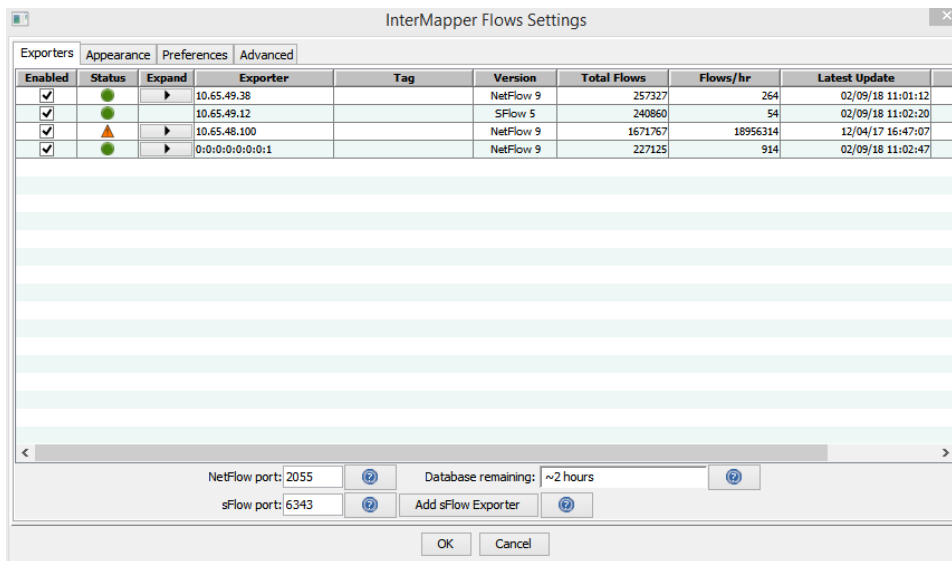 InterMapper Flows Settings
Exporters Appearance Preferences Advanced
Enabled Status Expand Exporter Tag Version Total Flows Flows/hr Latest Update
10.65.49.38 NetFlow 9 257327 264 02/09/18 11:01:12
10.65.49.12 SFlow 5 240860 54 02/09/18 11:02:20
10.65.48.100 NetFlow 9 1671767 18956314 12/04/17 16:47:07
0:0:0:0:0:0:0:1 NetFlow 9 227125 914 02/09/18 11:02:47
NetFlow port: 2055 Database remaining: ~2 hours
sFlow port: 6343 Add sFlow Exporter
OK Cancel